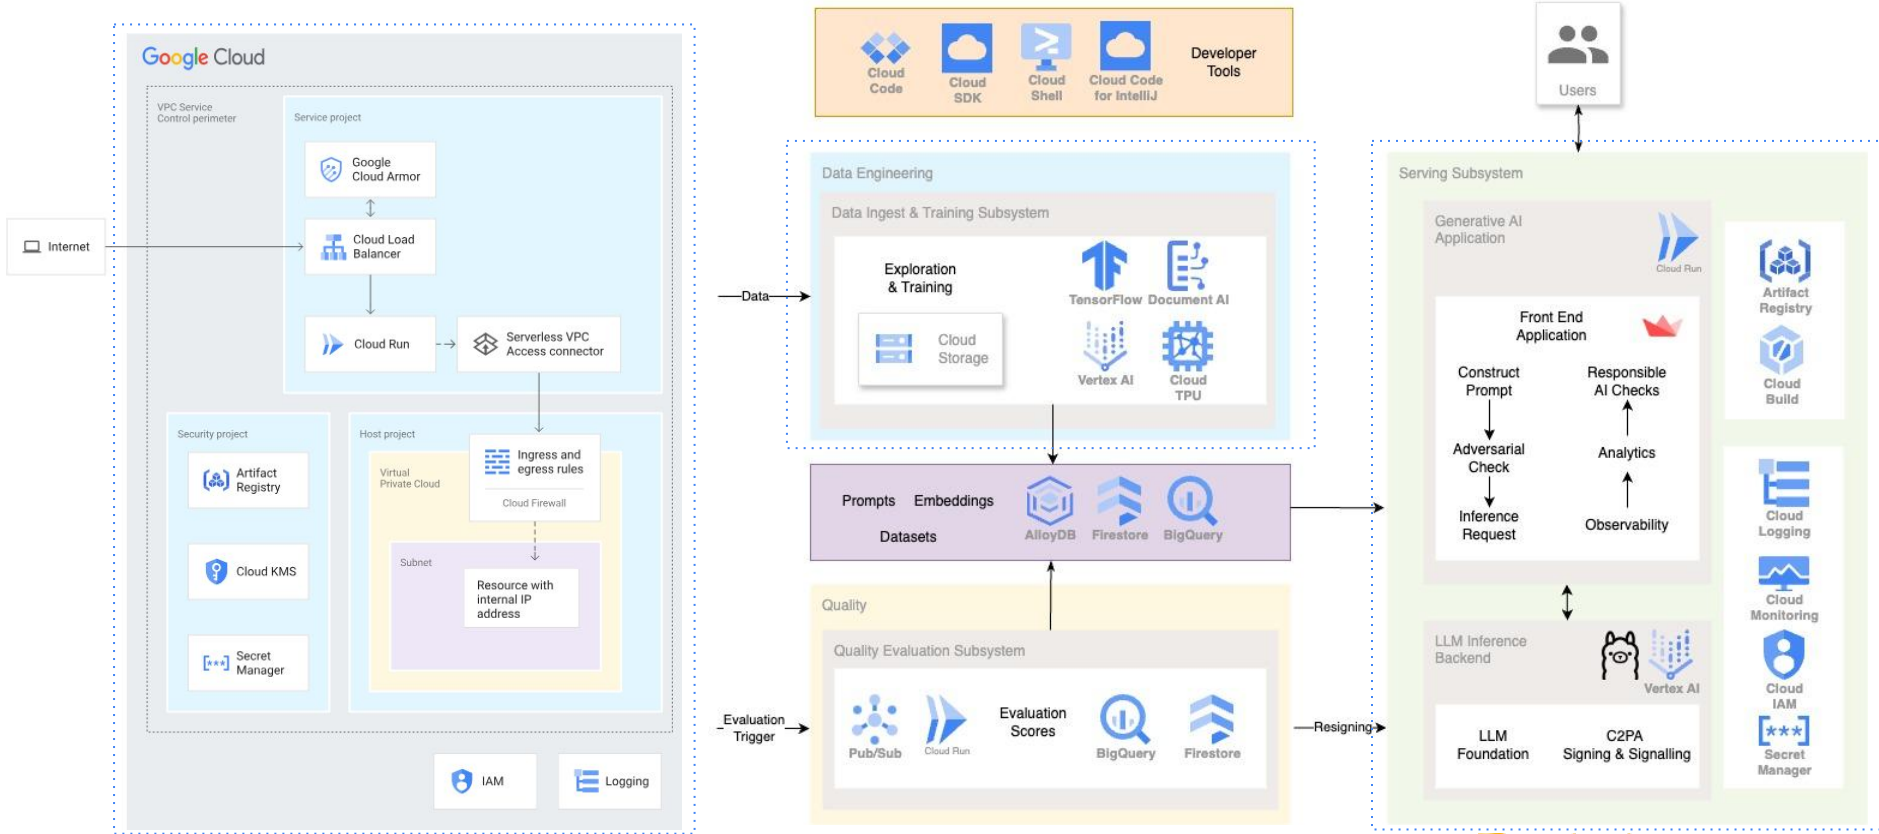 Google Cloud
VPC Service
Control perimeter
Service project
Google
Cloud Armor
Internet
Cloud Load
Balancer
Cloud Run
Serverless VPC
Access connector
Security project
Artifact
Registry
Cloud KMS
Secret
Manager
Host project
Virtual
Private Cloud
Ingress and
egress rules
Cloud Firewall
Subnet
Resource with
internal IP
address
IAM
Logging
Cloud
Code
Cloud
SDK
Cloud
Shell
Cloud Code
for IntelliJ
Developer
Tools
Data
Data Engineering
Data Ingest & Training Subsystem
Exploration
& Training
Cloud
Storage
TensorFlow
Document AI
Vertex AI
Cloud
TPU
Prompts
Embeddings
Datasets
AlloyDB
Firestore
BigQuery
Evaluation
Trigger
Quality
Quality Evaluation Subsystem
Pub/Sub
Cloud Run
Evaluation
Scores
BigQuery
Firestore
Resigning
Users
Serving Subsystem
Generative AI
Application
Cloud Run
Front End
Application
Construct
Prompt
Adversarial
Check
Inference
Request
Responsible
AI Checks
Analytics
Observability
LLM Inference
Backend
Vertex AI
LLM
Foundation
C2PA
Signing & Signalling
Artifact
Registry
Cloud
Build
Cloud
Logging
Cloud
Monitoring
Cloud
IAM
Secret
Manager